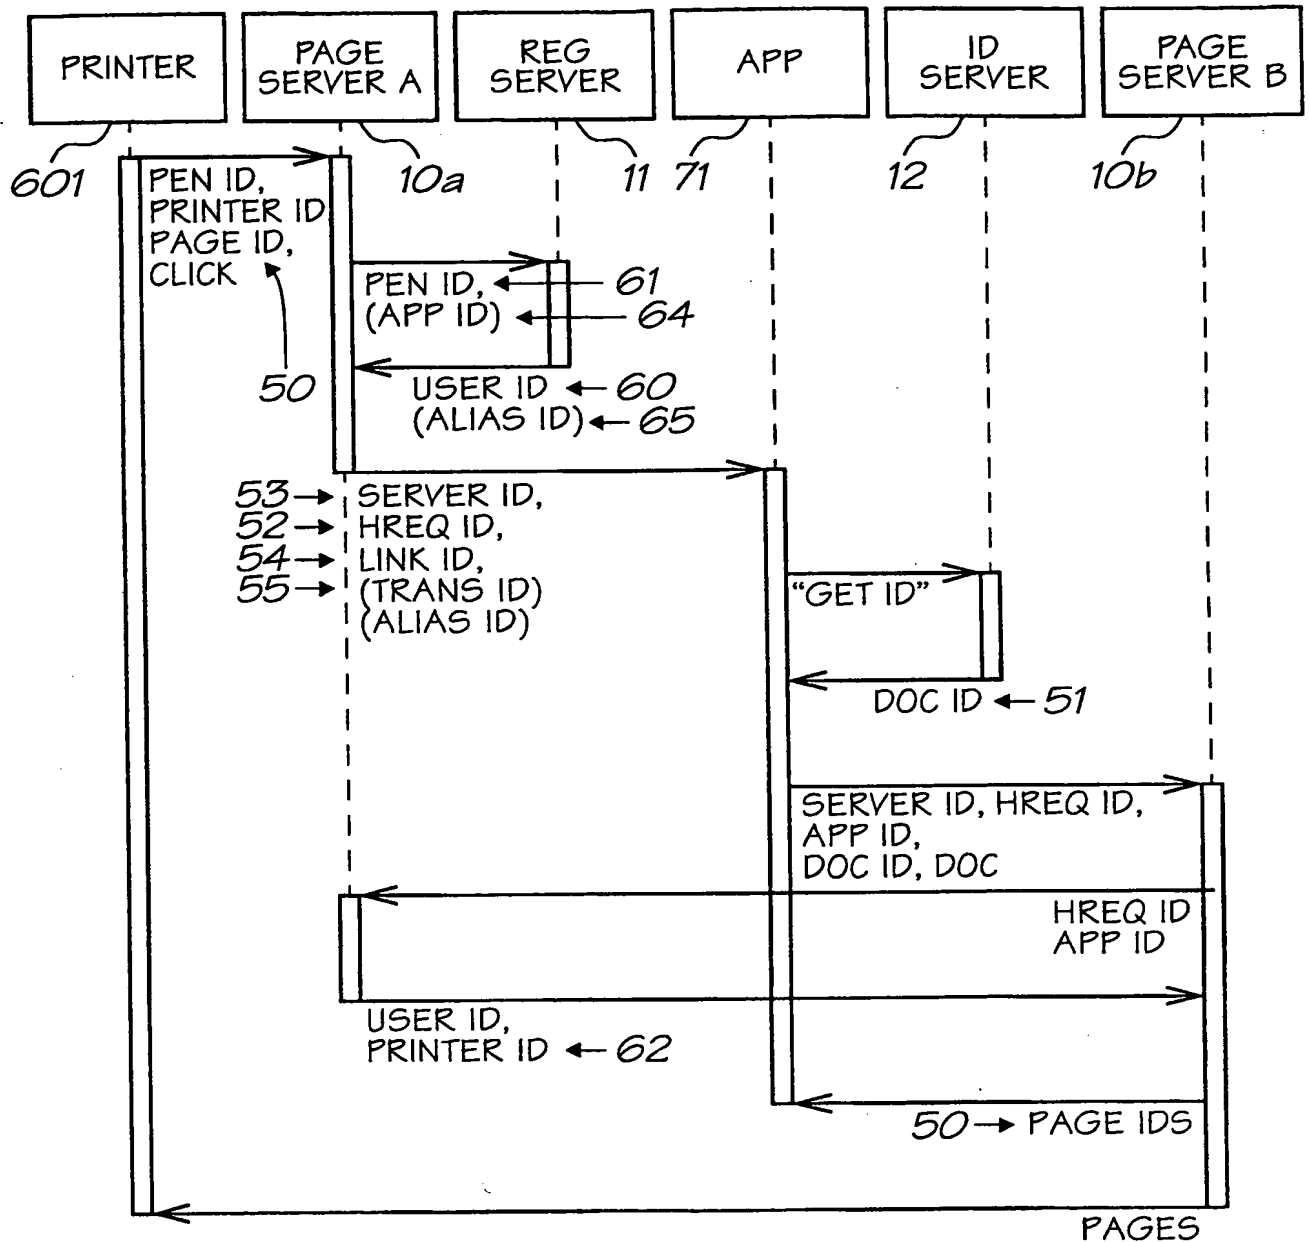 PRINTER
PAGE
SERVER A
REG
SERVER
APP
ID
SERVER
PAGE
SERVER B
601
10a
11
71
12
10b
PEN ID,
PRINTER ID
PAGE ID,
CLICK
50
PEN ID, 61
(APP ID) 64
USER ID 60
(ALIAS ID) 65
53 SERVER ID,
52 HREQ ID,
54 LINK ID,
55 (TRANS ID)
(ALIAS ID)
“GET ID”
DOC ID 51
SERVER ID, HREQ ID,
APP ID,
DOC ID, DOC
HREQ ID
APP ID
USER ID,
PRINTER ID 62
50 PAGE IDS
PAGES